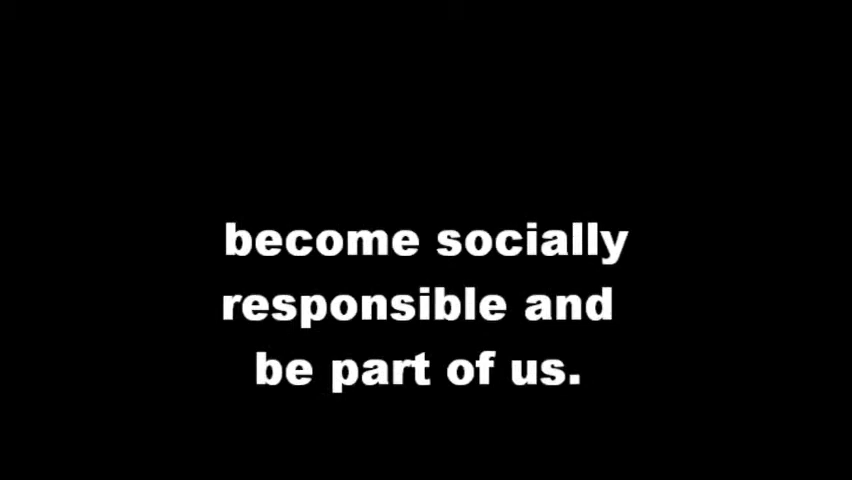 become socially
responsible and
be part of us.